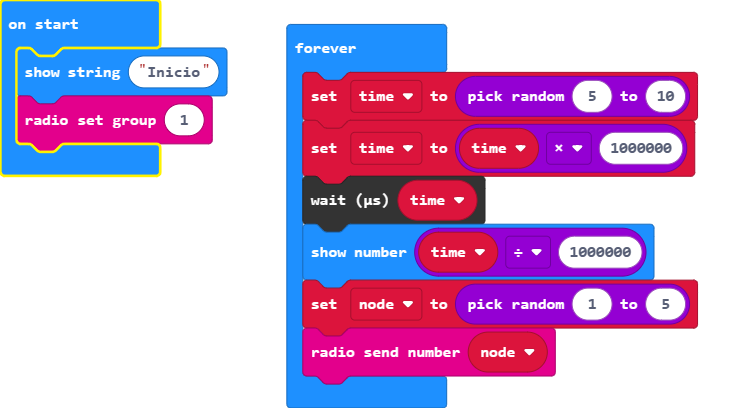 on start
show string "Inicio"
radio set group 1
forever
set time to pick random 5 to 10
set time to time × 1000000
wait (µs) time
show number time ÷ 1000000
set node to pick random 1 to 5
radio send number node